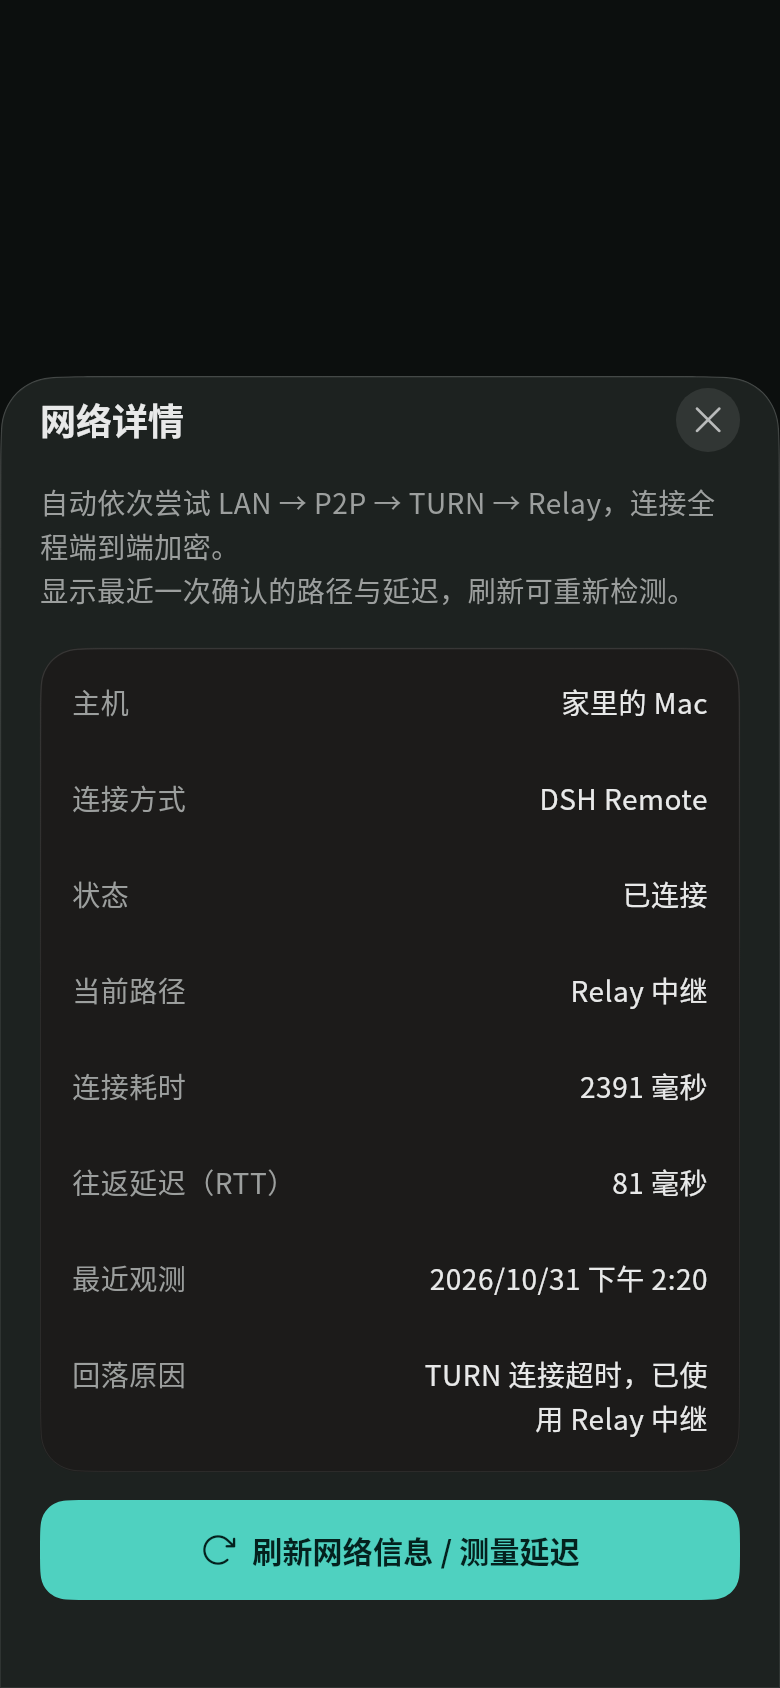 网络详情
自动依次尝试 LAN → P2P → TURN → Relay，连接全
程端到端加密。
显示最近一次确认的路径与延迟，刷新可重新检测。
主机 家里的 Mac
连接方式 DSH Remote
状态 已连接
当前路径 Relay 中继
连接耗时 2391 毫秒
往返延迟（RTT） 81 毫秒
最近观测 2026/10/31 下午 2:20
回落原因 TURN 连接超时，已使
用 Relay 中继
刷新网络信息 / 测量延迟